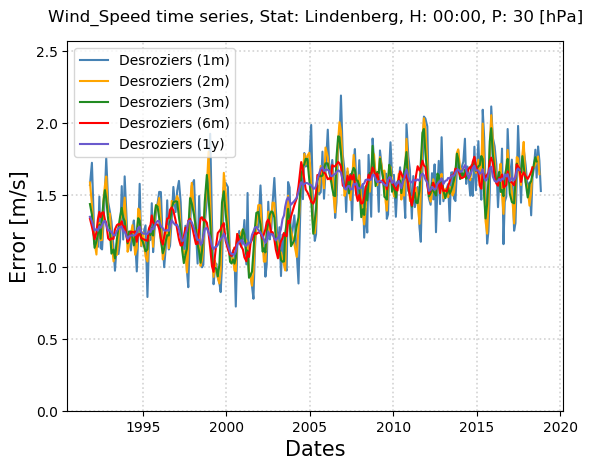 Wind_Speed time series, Stat: Lindenberg, H: 00:00, P: 30 [hPa]
Error [m/s]
2.5
2.0
1.5
1.0
0.5
0.0
Desroziers (1m)
Desroziers (2m)
Desroziers (3m)
Desroziers (6m)
Desroziers (1y)
1995 2000 2005 2010 2015 2020
Dates